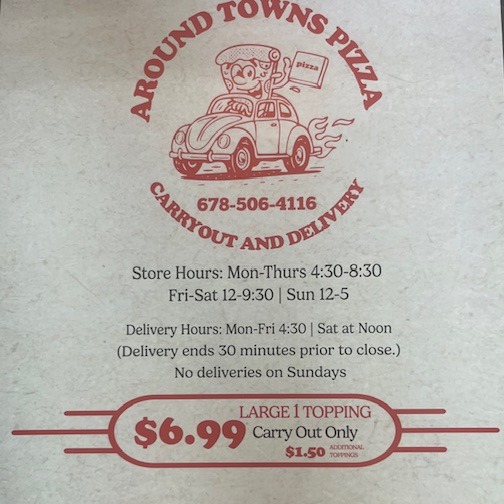 AROUND TOWNS PIZZA
pizza
678-506-4116
CARRYOUT AND DELIVERY
Store Hours: Mon-Thurs 4:30-8:30
Fri-Sat 12-9:30 | Sun 12-5
Delivery Hours: Mon-Fri 4:30 | Sat at Noon
(Delivery ends 30 minutes prior to close.)
No deliveries on Sundays
LARGE 1 TOPPING
$6.99 Carry Out Only
$1.50 ADDITIONAL TOPPINGS